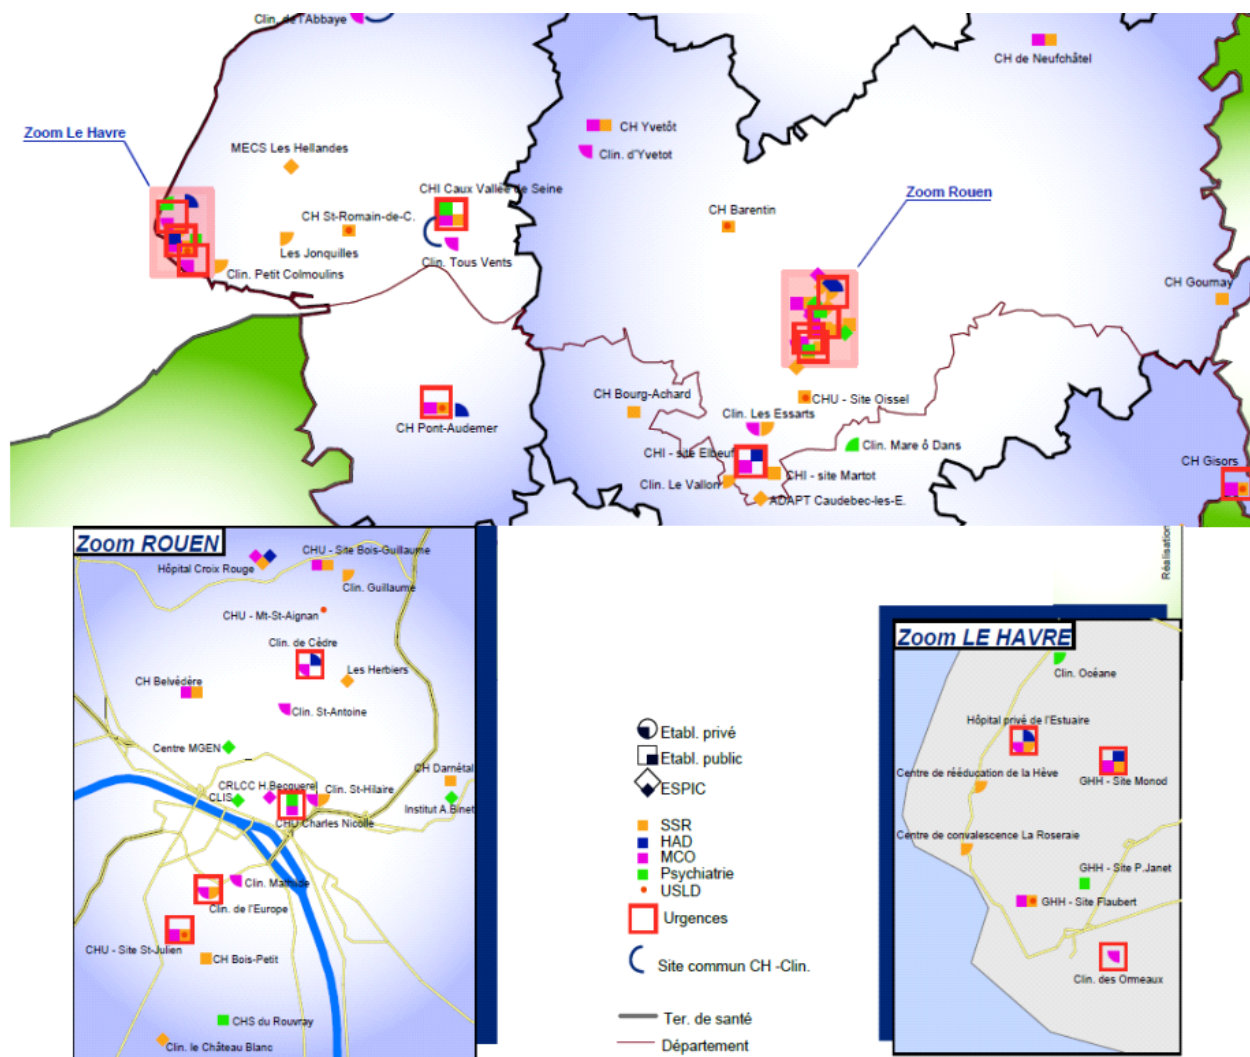 Clin. de l'Abbaye
CH de Neufchâtel
Zoom Le Havre
CH Yvetôt
Clin. d'Yvetot
MECS Les Hellandes
CHI Caux Vallée de Seine
Zoom Rouen
CH St-Romain-de-C.
CH Barentin
Les Jonquilles
Clin. Tous Vents
Clin. Petit Colmoulins
CH Gournay
CH Bourg-Achard
CHU - Site Oissel
CH Pont-Audemer
Clin. Les Essarts
Clin. Mare ô Dans
CHI - site Elbeuf
CH Gisors
CHI - site Martot
Clin. Le Vallon
ADAPT Caudebec-les-E.
Zoom ROUEN
CHU - Site Bois-Guillaume
Hôpital Croix Rouge
Clin. Guillaume
CHU - Mt-St-Aignan
Clin. de Cèdre
Les Herbiers
CH Belvédère
Clin. St-Antoine
Centre MGEN
CH Darnétal
CRLCC H.Becquerel
Clin. St-Hilaire
CLIS
Institut A.Binet
CHU Charles Nicolle
Clin. Mathilde
Clin. de l'Europe
CHU - Site St-Julien
CH Bois-Petit
CHS du Rouvray
Clin. le Château Blanc
Etabl. privé
Etabl. public
ESPIC
SSR
HAD
MCO
Psychiatrie
USLD
Urgences
Site commun CH -Clin.
Ter. de santé
Département
Réalisation
Zoom LE HAVRE
Clin. Océane
Hôpital privé de l'Estuaire
Centre de rééducation de la Hève
GHH - Site Monod
Centre de convalescence La Roseraie
GHH - Site P.Janet
GHH - Site Flaubert
Clin. des Ormeaux